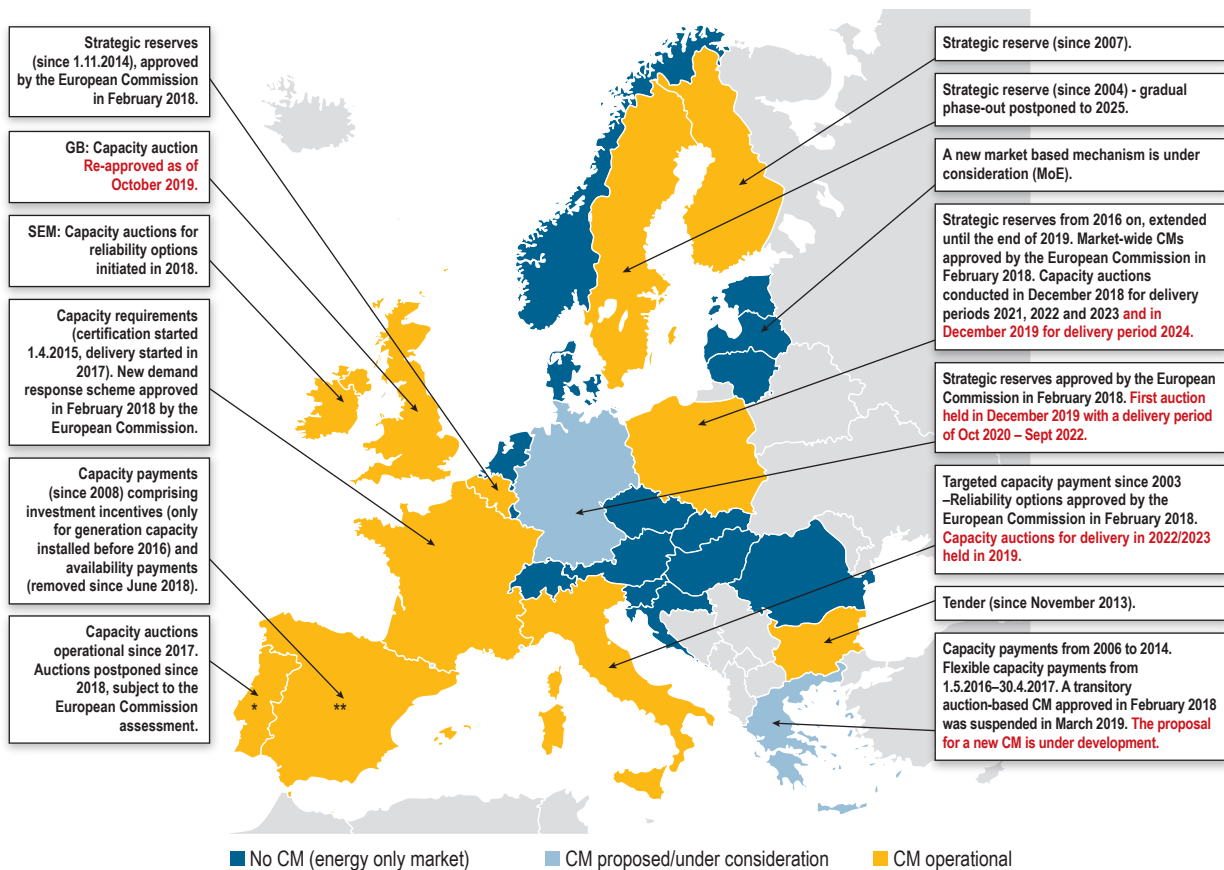 Strategic reserves
(since 1.11.2014), approved
by the European Commission
in February 2018.
GB: Capacity auction
Re-approved as of
October 2019.
SEM: Capacity auctions for
reliability options
initiated in 2018.
Capacity requirements
(certification started
1.4.2015, delivery started in
2017). New demand
response scheme approved
in February 2018 by the
European Commission.
Capacity payments
(since 2008) comprising
investment incentives (only
for generation capacity
installed before 2016) and
availability payments
(removed since June 2018).
Capacity auctions
operational since 2017.
Auctions postponed since
2018, subject to the
European Commission
assessment.
*
**
Strategic reserve (since 2007).
Strategic reserve (since 2004) - gradual
phase-out postponed to 2025.
A new market based mechanism is under
consideration (MoE).
Strategic reserves from 2016 on, extended
until the end of 2019. Market-wide CMs
approved by the European Commission in
February 2018. Capacity auctions
conducted in December 2018 for delivery
periods 2021, 2022 and 2023 and in
December 2019 for delivery period 2024.
Strategic reserves approved by the European
Commission in February 2018. First auction
held in December 2019 with a delivery period
of Oct 2020 – Sept 2022.
Targeted capacity payment since 2003
–Reliability options approved by the
European Commission in February 2018.
Capacity auctions for delivery in 2022/2023
held in 2019.
Tender (since November 2013).
Capacity payments from 2006 to 2014.
Flexible capacity payments from
1.5.2016–30.4.2017. A transitory
auction-based CM approved in February 2018
was suspended in March 2019. The proposal
for a new CM is under development.
No CM (energy only market)
CM proposed/under consideration
CM operational